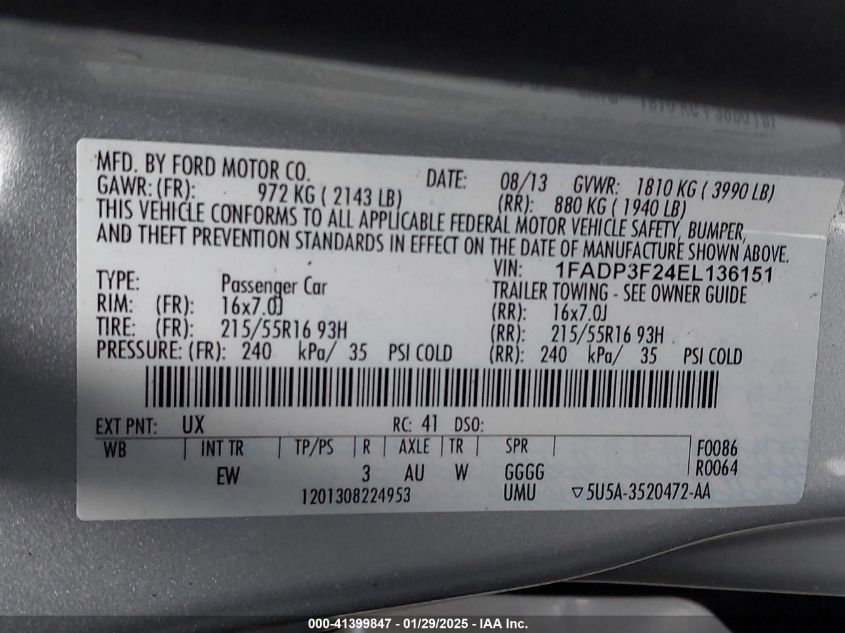 MFD. BY FORD MOTOR CO. DATE: 08/13 GVWR: 1810 KG ( 3990 LB)
GAWR: (FR): 972 KG ( 2143 LB) (RR): 880 KG ( 1940 LB)
THIS VEHICLE CONFORMS TO ALL APPLICABLE FEDERAL MOTOR VEHICLE SAFETY, BUMPER,
AND THEFT PREVENTION STANDARDS IN EFFECT ON THE DATE OF MANUFACTURE SHOWN ABOVE.
VIN: 1FADP3F24EL136151
TYPE: Passenger Car TRAILER TOWING - SEE OWNER GUIDE
RIM: (FR): 16x7.0J (RR): 16x7.0J
TIRE: (FR): 215/55R16 93H (RR): 215/55R16 93H
PRESSURE: (FR): 240 kPa/ 35 PSI COLD (RR): 240 kPa/ 35 PSI COLD
EXT PNT: UX RC: 41 DSO:
WB INT TR TP/PS R AXLE TR SPR F0086
EW 3 AU W GGGG R0064
1201308224953 UMU ▽5U5A-3520472-AA
000-41399847 - 01/29/2025 - IAA Inc.